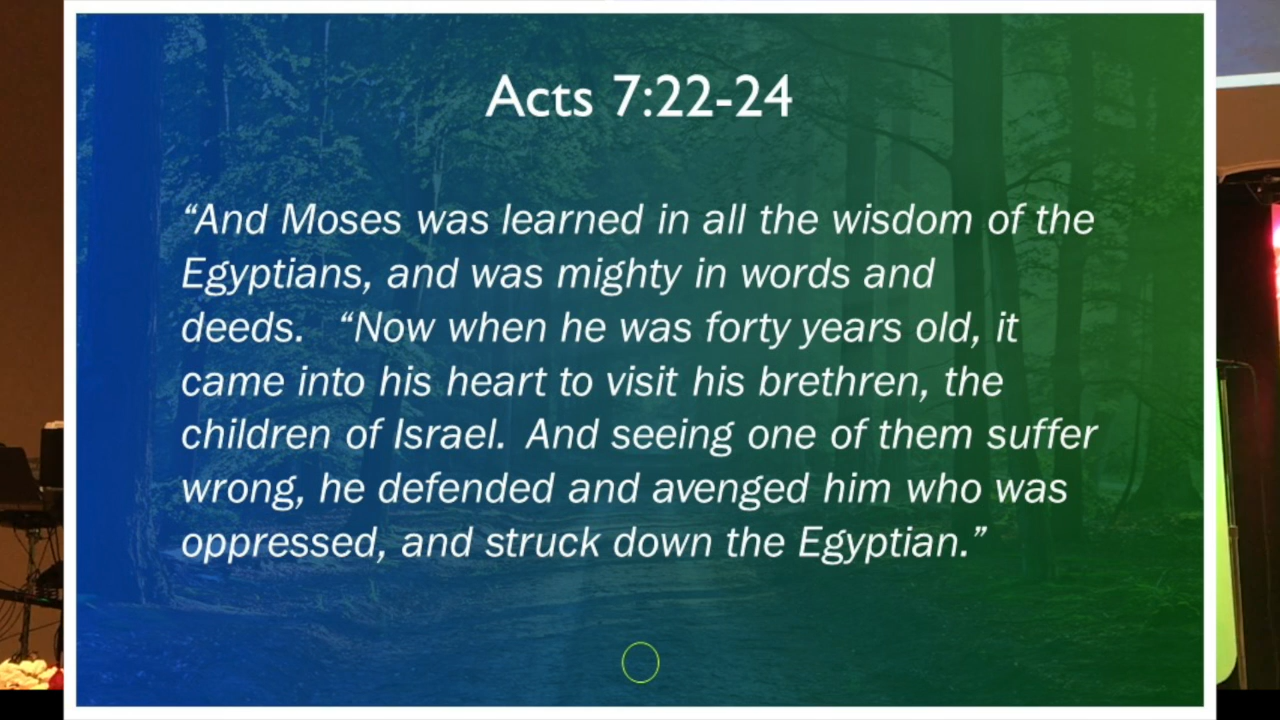 Acts 7:22-24
“And Moses was learned in all the wisdom of the
Egyptians, and was mighty in words and
deeds.   “Now when he was forty years old, it
came into his heart to visit his brethren, the
children of Israel.  And seeing one of them suffer
wrong, he defended and avenged him who was
oppressed, and struck down the Egyptian.”